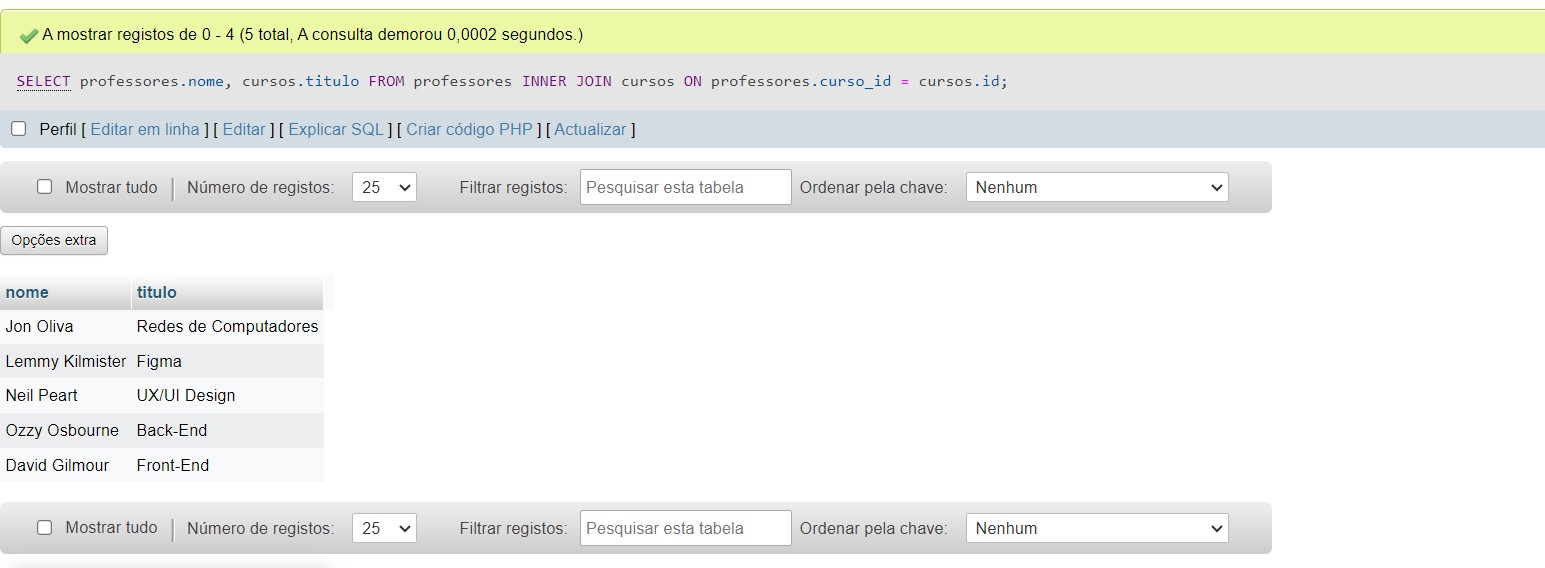 A mostrar registos de 0 - 4 (5 total, A consulta demorou 0,0002 segundos.)
SELECT professores.nome, cursos.titulo FROM professores INNER JOIN cursos ON professores.curso_id = cursos.id;
Perfil [ Editar em linha ] [ Editar ] [ Explicar SQL ] [ Criar código PHP ] [ Actualizar ]
Mostrar tudo | Número de registos: 25 Filtrar registos: Pesquisar esta tabela Ordenar pela chave: Nenhum
Opções extra
nome titulo
Jon Oliva Redes de Computadores
Lemmy Kilmister Figma
Neil Peart UX/UI Design
Ozzy Osbourne Back-End
David Gilmour Front-End
Mostrar tudo | Número de registos: 25 Filtrar registos: Pesquisar esta tabela Ordenar pela chave: Nenhum